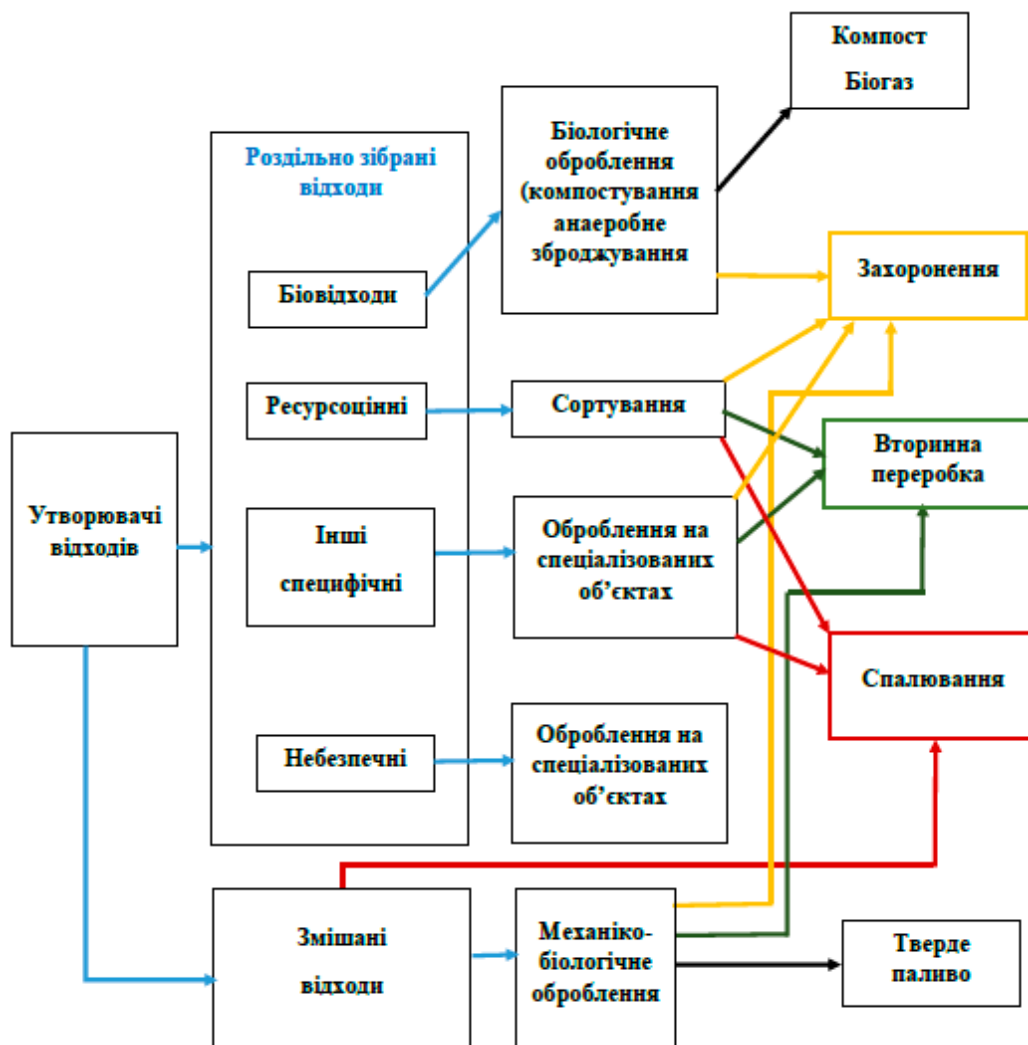 Компост
Біогаз
Біологічне
оброблення
(компостування
анаеробне
зброджування
Роздільно зібрані
відходи
Захоронення
Біовідходи
Ресурсоцінні
Сортування
Вторинна
переробка
Утворювачі
відходів
Інші
специфічні
Оброблення на
спеціалізованих
об’єктах
Спалювання
Небезпечні
Оброблення на
спеціалізованих
об’єктах
Змішані
відходи
Механіко-
біологічне
оброблення
Тверде
паливо